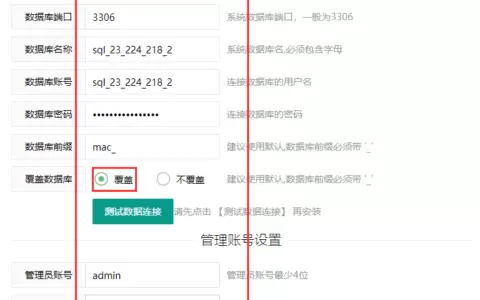 数据库端口 3306 系统数据库端口，一般为3306
数据库名称 sql_23_224_218_2 系统数据库名,必须包含字母
数据库账号 sql_23_224_218_2 连接数据库的用户名
数据库密码 ••••••••••••••• 连接数据库的密码
数据库前缀 mac_ 建议使用默认,数据库前缀必须带 '_'
覆盖数据库 覆盖 不覆盖 建议使用默认,数据库前缀必须带 '_'
测试数据连接 请先点击 【测试数据连接】 再安装
管理账号设置
管理员账号 admin 管理员账号最少4位